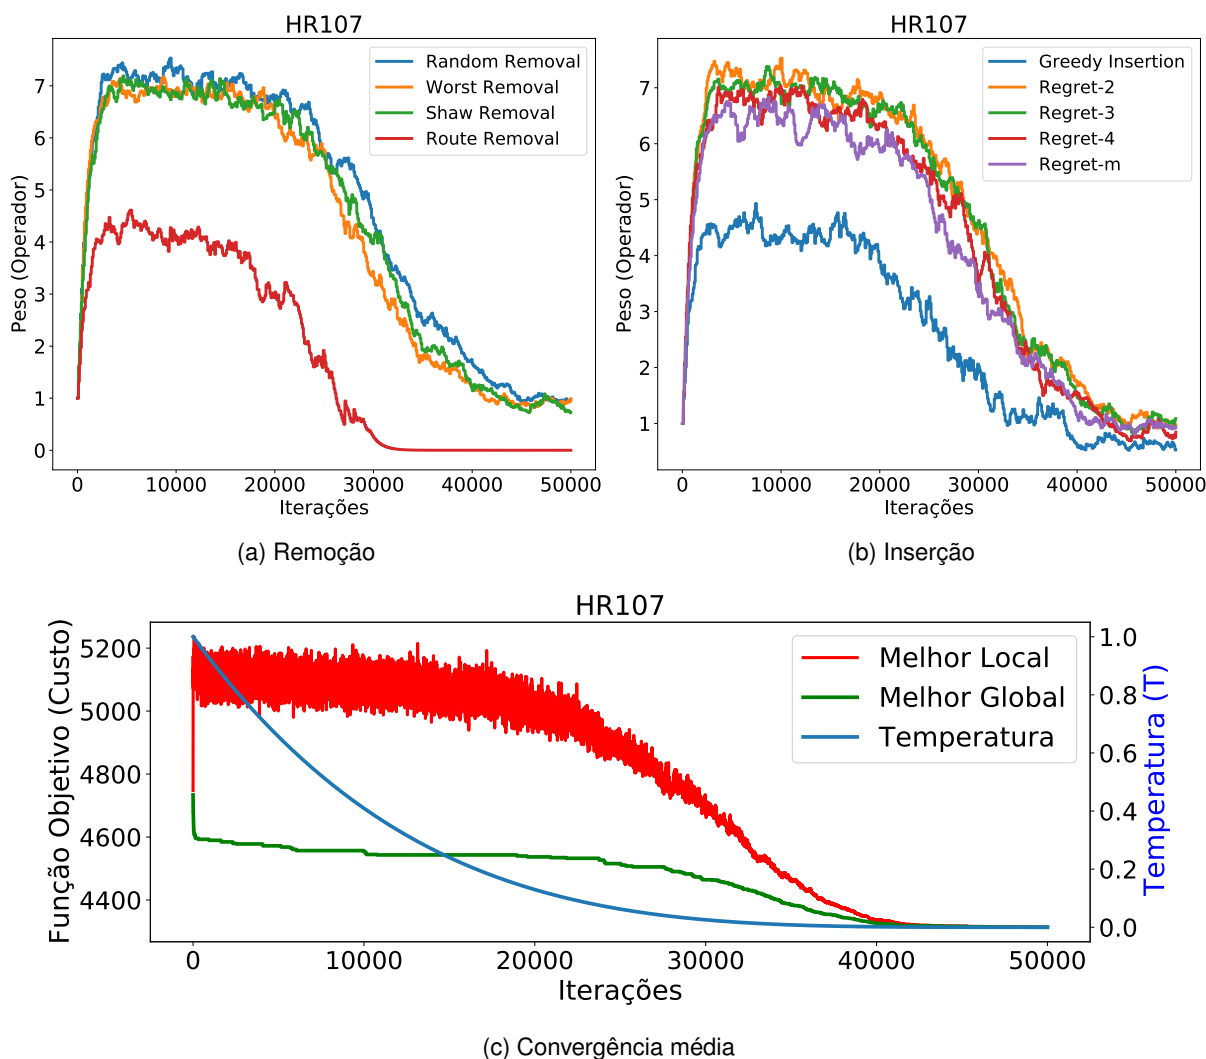 HR107
Peso (Operador)
7
6
5
4
3
2
1
0
Random Removal
Worst Removal
Shaw Removal
Route Removal
0 10000 20000 30000 40000 50000
Iterações
(a) Remoção
HR107
Peso (Operador)
7
6
5
4
3
2
1
Greedy Insertion
Regret-2
Regret-3
Regret-4
Regret-m
0 10000 20000 30000 40000 50000
Iterações
(b) Inserção
HR107
Função Objetivo (Custo)
5200
5000
4800
4600
4400
Melhor Local
Melhor Global
Temperatura
1.0
0.8
0.6
0.4
0.2
0.0
Temperatura (T)
0 10000 20000 30000 40000 50000
Iterações
(c) Convergência média